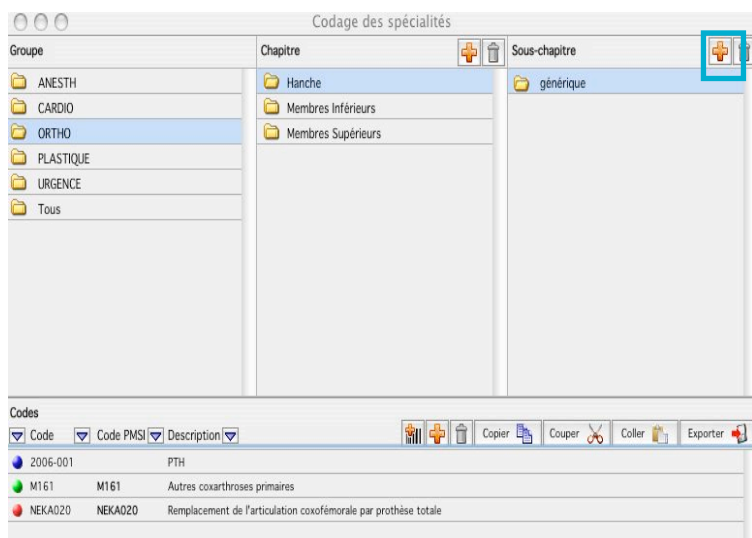 Codage des spécialités
Groupe Chapitre Sous-chapitre
ANESTH Hanche générique
CARDIO Membres Inférieurs
ORTHO Membres Supérieurs
PLASTIQUE
URGENCE
Tous
Codes
Code Code PMSI Description Copier Couper Coller Exporter
2006-001 PTH
M161 M161 Autres coxarthroses primaires
NEKA020 NEKA020 Remplacement de l'articulation coxofémorale par prothèse totale